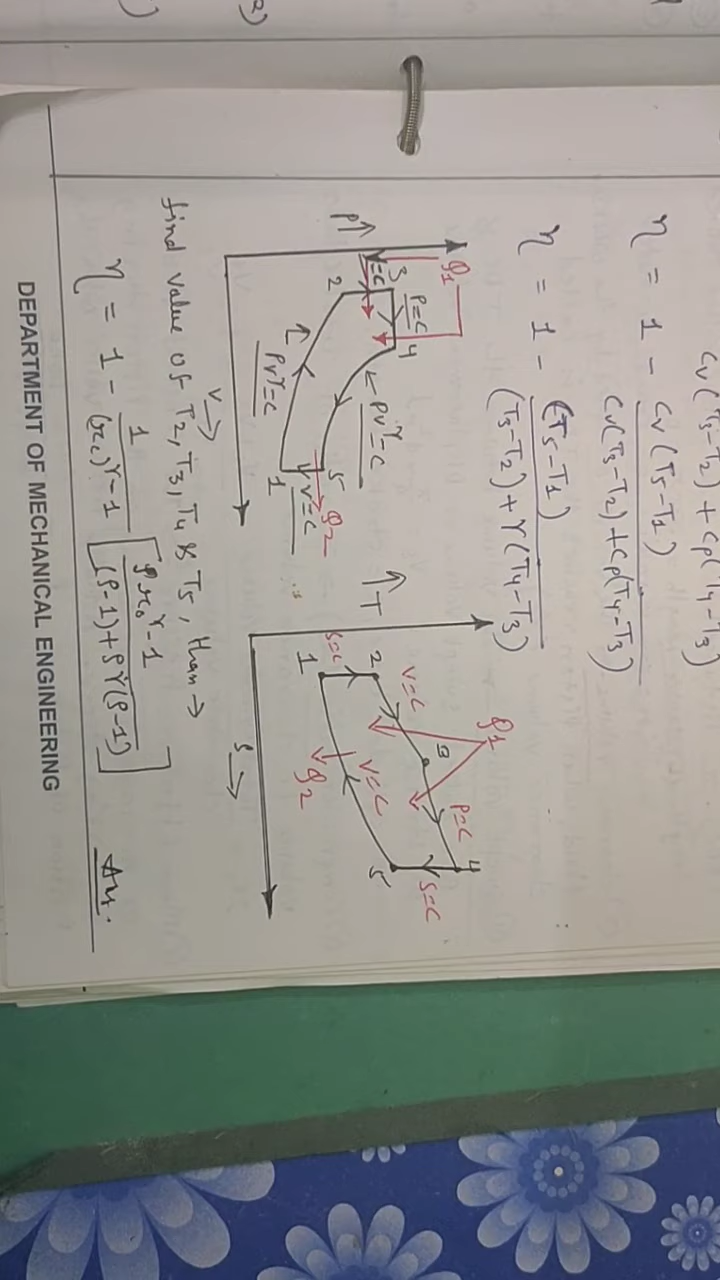 Cv(T3-T2) + Cp(T4-T3)
η = 1 - Cv(T5-T1) / Cv(T3-T2)+Cp(T4-T3)
η = 1 - (T5-T1) / (T3-T2)+γ(T4-T3)
P↑
Q1
V=C
3
P=C
4
2
PVγ=C
PVγ=C
5
1
V=C
Q2
V→
↑T
Q1
S=C
2
V=C
3
P=C
4
1
V=C
Q2
5
S=C
S→
find value of T2, T3, T4 & T5, than →
η = 1 - 1 / (rc)γ-1 [ρ γ-1 / (ρ-1)+ργ(ρ-1)]
Ans.
DEPARTMENT OF MECHANICAL ENGINEERING
2)
)